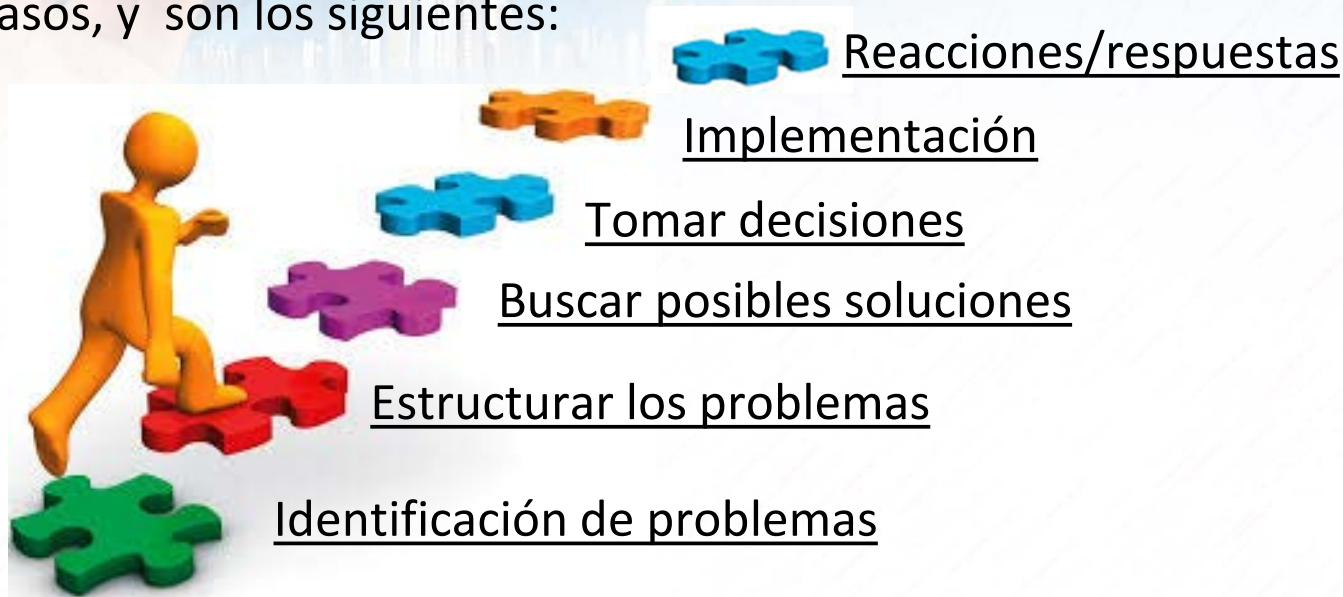 asos, y son los siguientes:
Reacciones/respuestas
Implementación
Tomar decisiones
Buscar posibles soluciones
Estructurar los problemas
Identificación de problemas